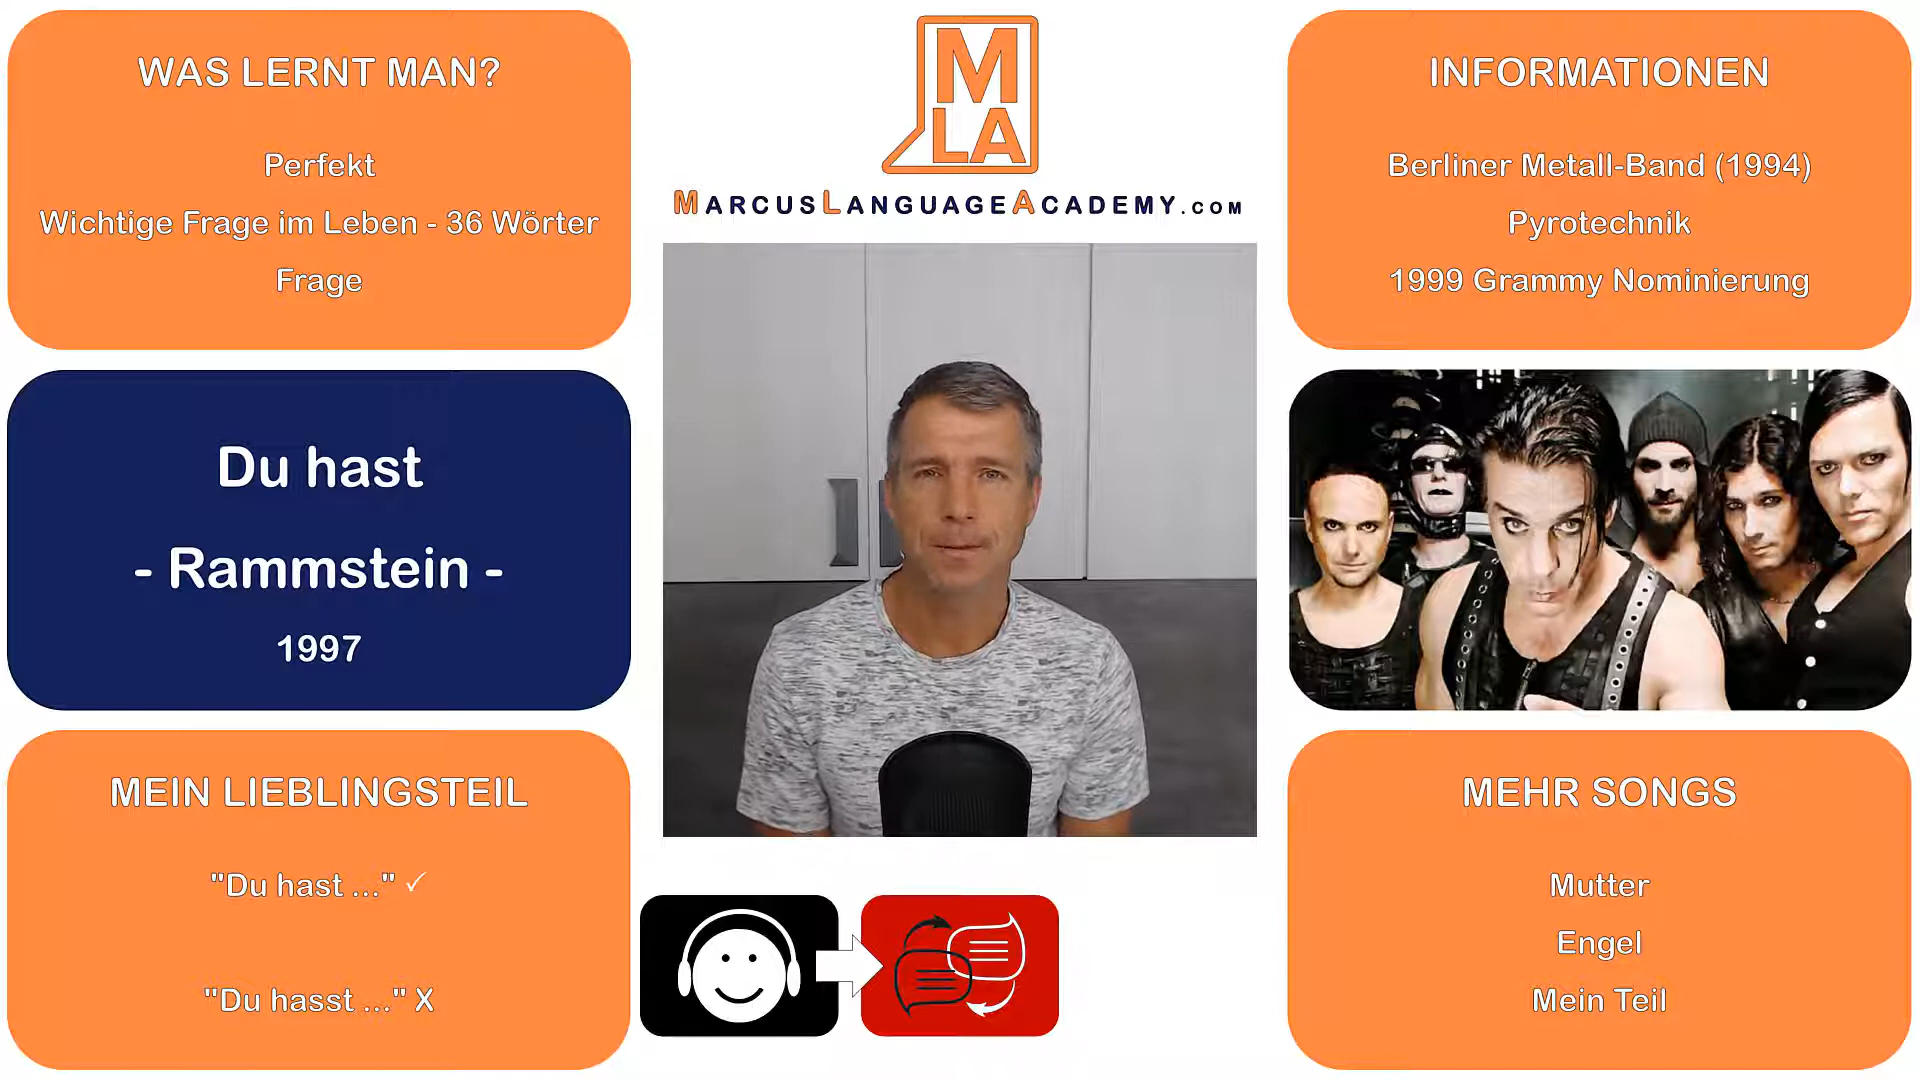 WAS LERNT MAN?
Perfekt
Wichtige Frage im Leben - 36 Wörter
Frage
Du hast
- Rammstein -
1997
MEIN LIEBLINGSTEIL
"Du hast ..." ✓
"Du hasst ..." X
M
LA
MARCUSLANGUAGEACADEMY.COM
INFORMATIONEN
Berliner Metall-Band (1994)
Pyrotechnik
1999 Grammy Nominierung
MEHR SONGS
Mutter
Engel
Mein Teil